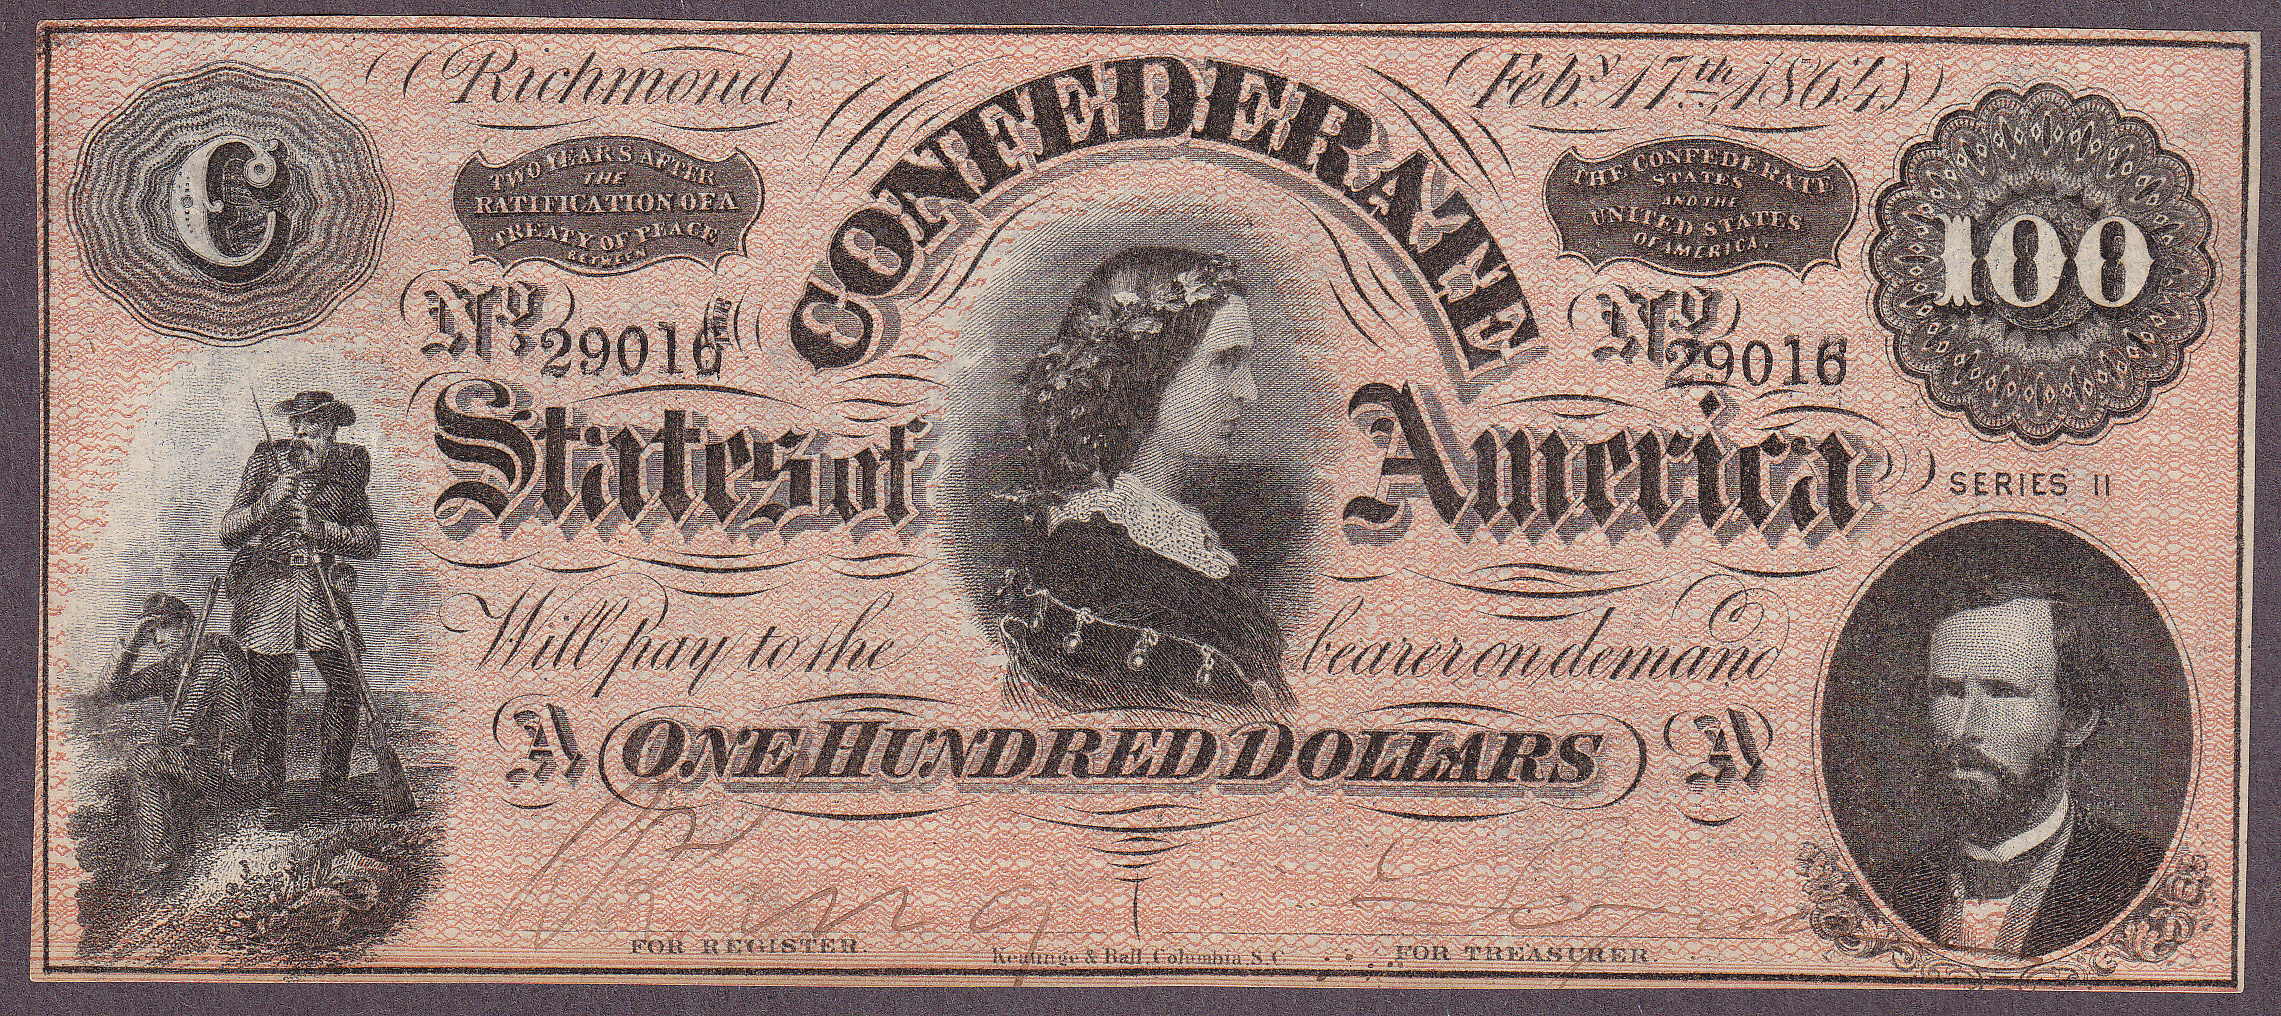 Richmond, Feb.y 17th, 1864.
C
TWO YEARS AFTER
THE
RATIFICATION OF A
TREATY OF PEACE
BETWEEN
CONFEDERATE
THE CONFEDERATE
STATES
AND THE
UNITED STATES
OF AMERICA.
100
No. 29016
No 29016
States of America
SERIES II
Will pay to the bearer on demand
A ONE HUNDRED DOLLARS A
FOR REGISTER. Keatinge & Ball, Columbia, S.C. FOR TREASURER.